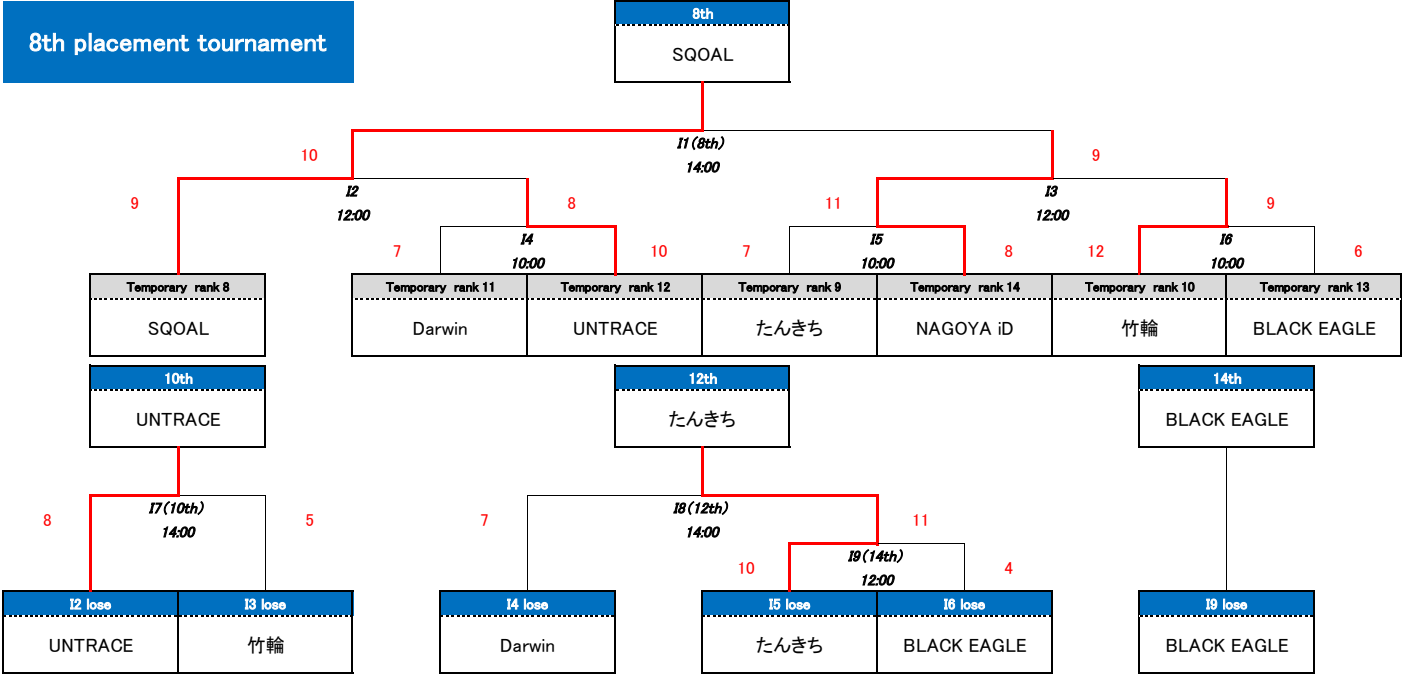 8th
8th placement tournament
SQOAL
I1(8th)
10
9
14:00
I2
I3
9
8
11
9
12:00
12:00
I4
I5
I6
7
10
7
8
12
6
10:00
10:00
10:00
Temporary rank 8
Temporary rank 11
Temporary rank 12
Temporary rank 9
Temporary rank 14
Temporary rank 10
Temporary rank 13
SQOAL
Darwin
UNTRACE
たんきち
NAGOYA iD
竹輪
BLACK EAGLE
10th
12th
14th
UNTRACE
たんきち
BLACK EAGLE
I7(10th)
I8(12th)
8
5
7
11
14:00
14:00
I9(14th)
10
4
12:00
I2 lose
I3 lose
I4 lose
I5 lose
I6 lose
I9 lose
UNTRACE
竹輪
Darwin
たんきち
BLACK EAGLE
BLACK EAGLE